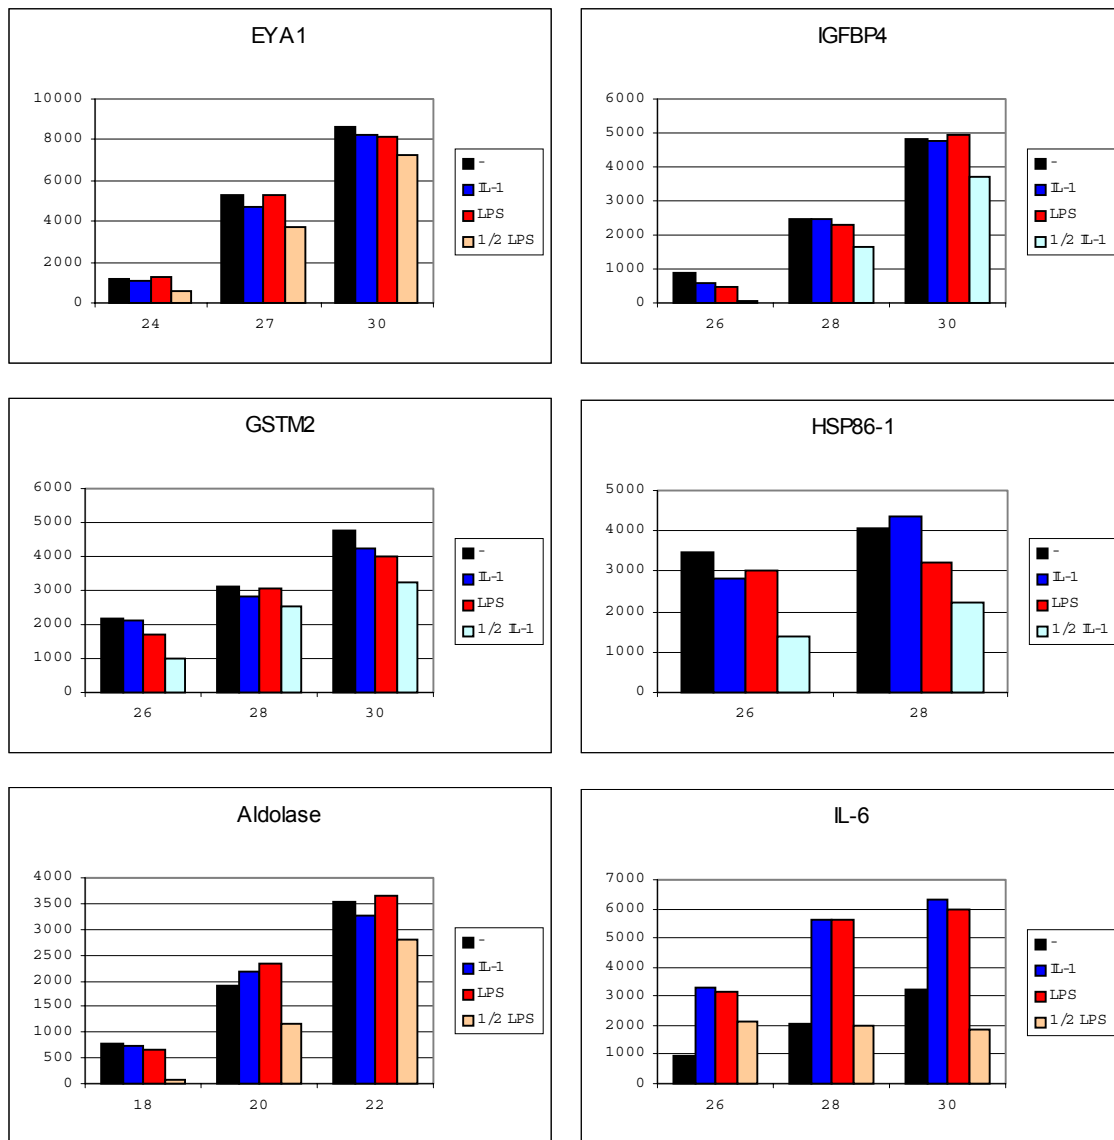 EYA1
10000
8000
6000
4000
2000
0
24 27 30
-
IL-1
LPS
1/2 LPS
IGFBP4
6000
5000
4000
3000
2000
1000
0
26 28 30
-
IL-1
LPS
1/2 IL-1
GSTM2
6000
5000
4000
3000
2000
1000
0
26 28 30
-
IL-1
LPS
1/2 IL-1
HSP86-1
5000
4000
3000
2000
1000
0
26 28
-
IL-1
LPS
1/2 IL-1
Aldolase
4000
3500
3000
2500
2000
1500
1000
500
0
18 20 22
-
IL-1
LPS
1/2 LPS
IL-6
7000
6000
5000
4000
3000
2000
1000
0
26 28 30
-
IL-1
LPS
1/2 LPS